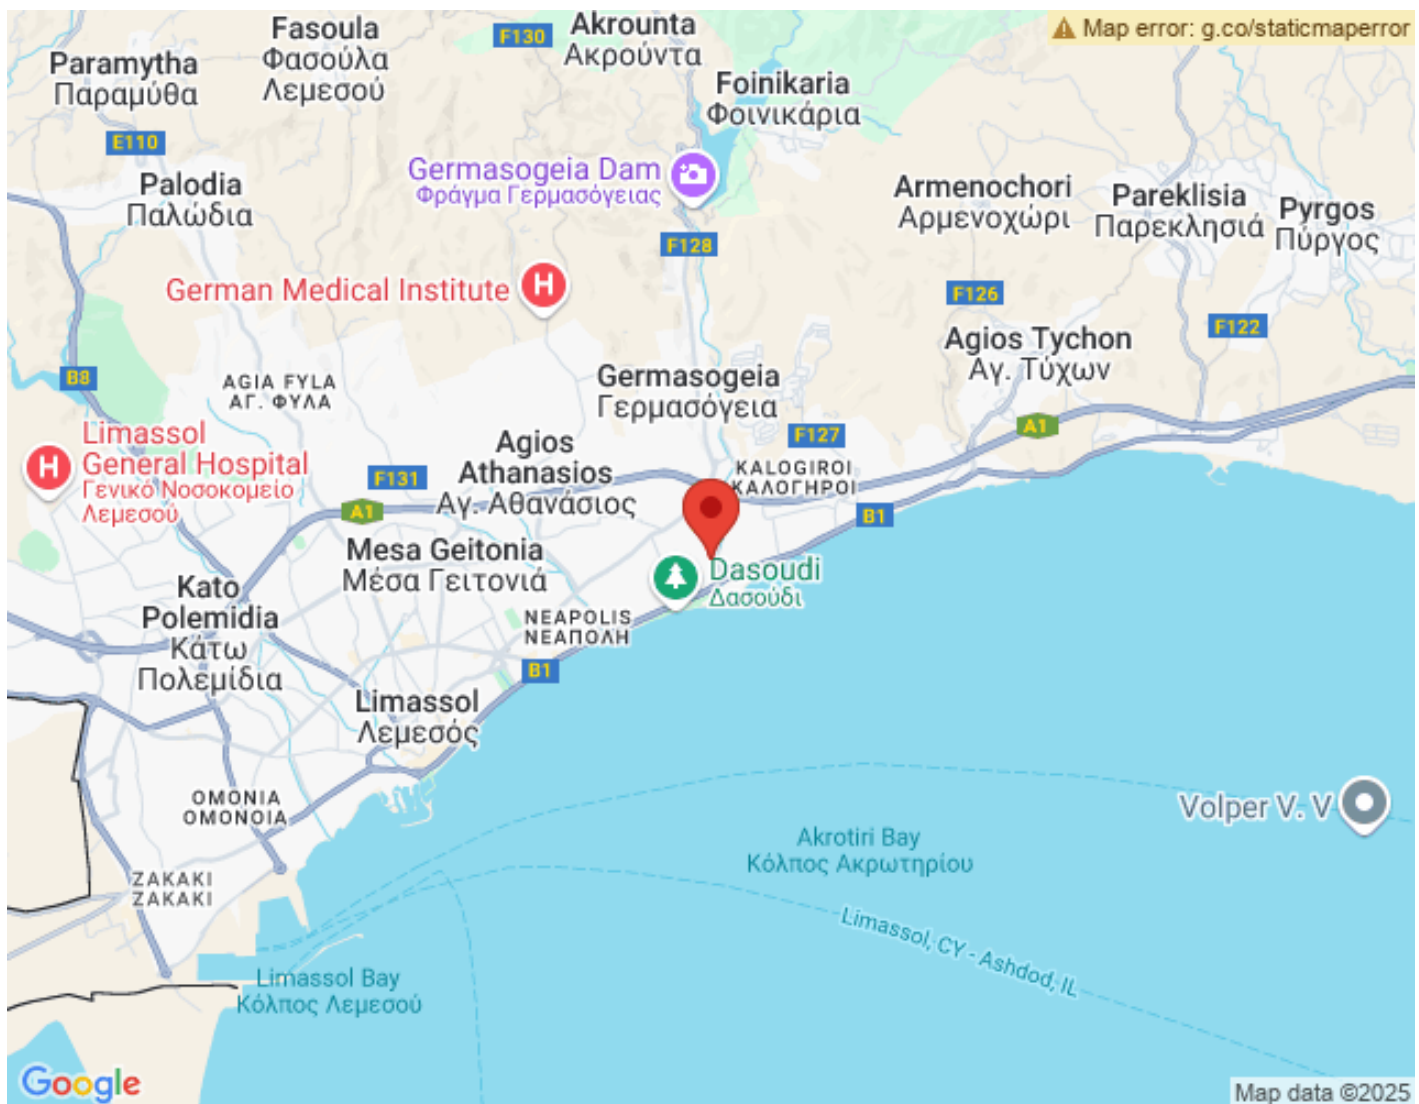 Fasoula
Φασούλα
Λεμεσού
F130
Akrounta
Ακρούντα
Map error: g.co/staticmaperror
Paramytha
Παραμύθα
Foinikaria
Φοινικάρια
E110
Palodia
Παλώδια
Germasogeia Dam
Φράγμα Γερμασόγειας
Armenochori
Αρμενοχώρι
Pareklisia
Παρεκλησιά
Pyrgos
Πύργος
F128
German Medical Institute
H
F126
F122
Agios Tychon
Αγ. Τύχων
B8
AGIA FYLA
ΑΓ. ΦΥΛΑ
Germasogeia
Γερμασόγεια
A1
F127
H
Limassol
General Hospital
Γενικό Νοσοκομείο
Λεμεσού
F131
Agios
Athanasios
Αγ. Αθανάσιος
KALOGIROI
ΚΑΛΟΓΗΡΟΙ
A1
B1
Mesa Geitonia
Μέσα Γειτονιά
Dasoudi
Δασούδι
Kato
Polemidia
Κάτω
Πολεμίδια
NEAPOLIS
ΝΕΑΠΟΛΗ
B1
Limassol
Λεμεσός
OMONIA
ΟΜΟΝΟΙΑ
Volper V. V
Akrotiri Bay
Κόλπος Ακρωτηρίου
ZAKAKI
ΖΑΚΑΚΙ
Limassol, CY - Ashdod, IL
Limassol Bay
Κόλπος Λεμεσού
Google
Map data ©2025